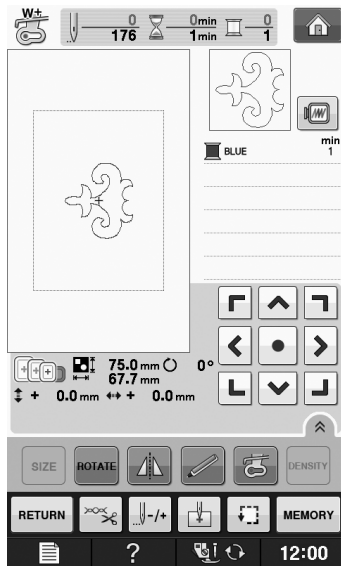 W+
0 0min 0
176 1min 1
min
BLUE 1
75.0 mm 0°
67.7 mm
+ 0.0 mm + 0.0 mm
SIZE ROTATE DENSITY
RETURN -/+ MEMORY
? 12:00